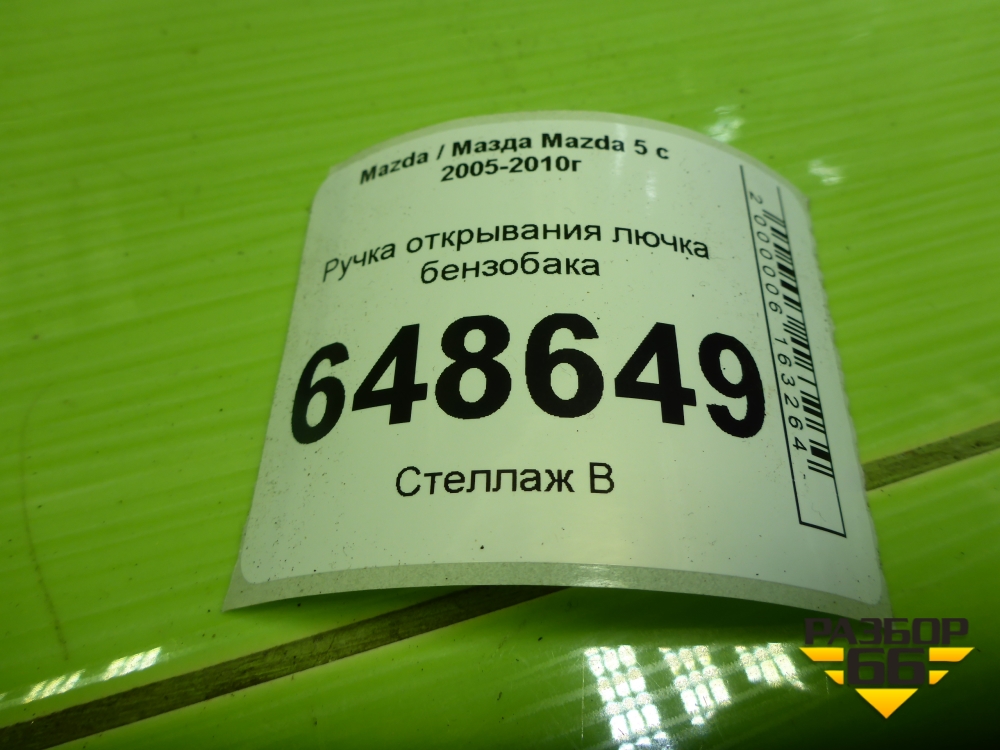 Mazda / Мазда Mazda 5 с
2005-2010г
Ручка открывания лючка
бензобака
648649
Стеллаж В
2000006163264
РАЗБОР
66